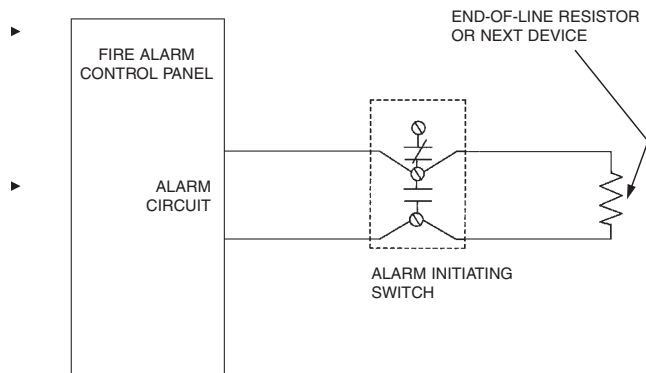 END-OF-LINE RESISTOR
OR NEXT DEVICE
FIRE ALARM
CONTROL PANEL
ALARM
CIRCUIT
ALARM INITIATING
SWITCH